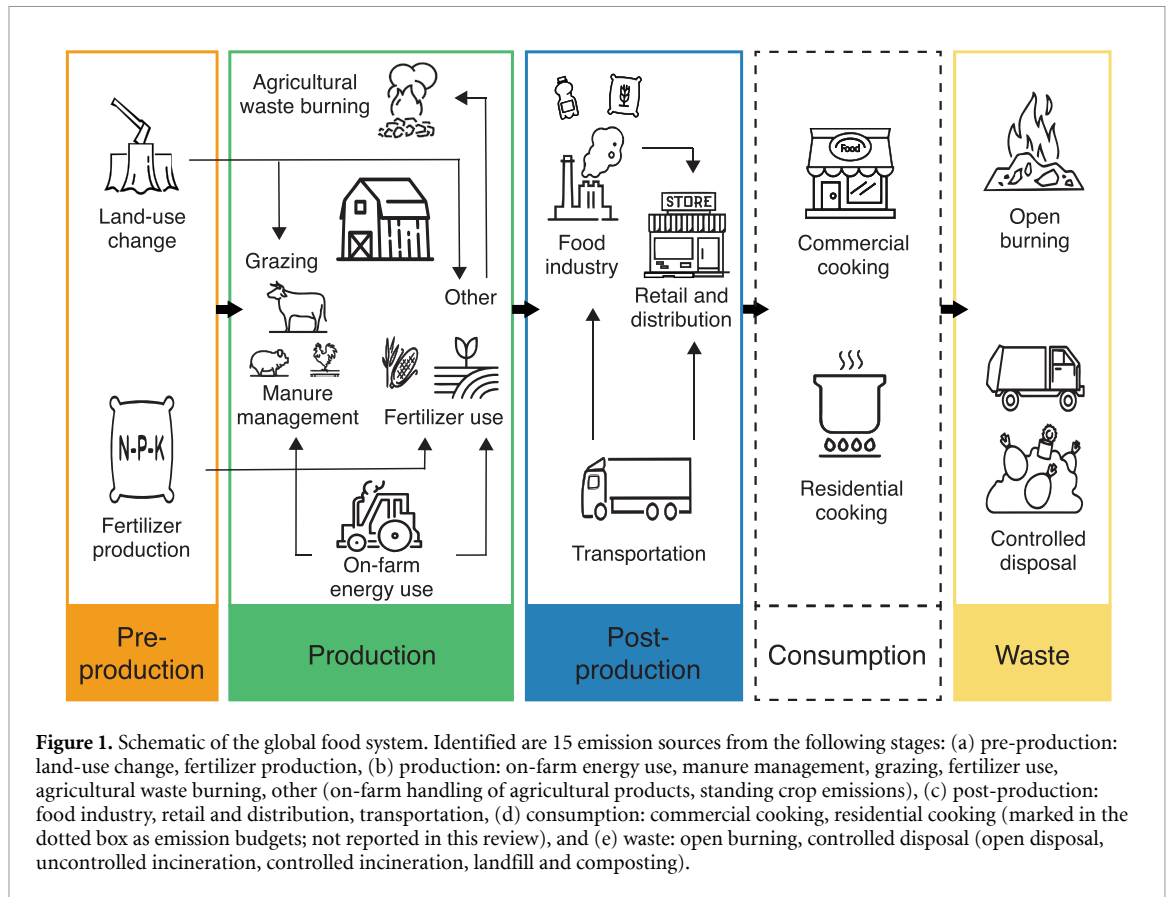 Land-use
change
N-P-K
Fertilizer
production
Pre-
production
Agricultural
waste burning
Grazing
Other
Manure
management
Fertilizer use
On-farm
energy use
Production
Food
industry
STORE
Retail and
distribution
Transportation
Post-
production
Food
Commercial
cooking
Residential
cooking
Consumption
Open
burning
Controlled
disposal
Waste
Figure 1. Schematic of the global food system. Identified are 15 emission sources from the following stages: (a) pre-production:
land-use change, fertilizer production, (b) production: on-farm energy use, manure management, grazing, fertilizer use,
agricultural waste burning, other (on-farm handling of agricultural products, standing crop emissions), (c) post-production:
food industry, retail and distribution, transportation, (d) consumption: commercial cooking, residential cooking (marked in the
dotted box as emission budgets; not reported in this review), and (e) waste: open burning, controlled disposal (open disposal,
uncontrolled incineration, controlled incineration, landfill and composting).